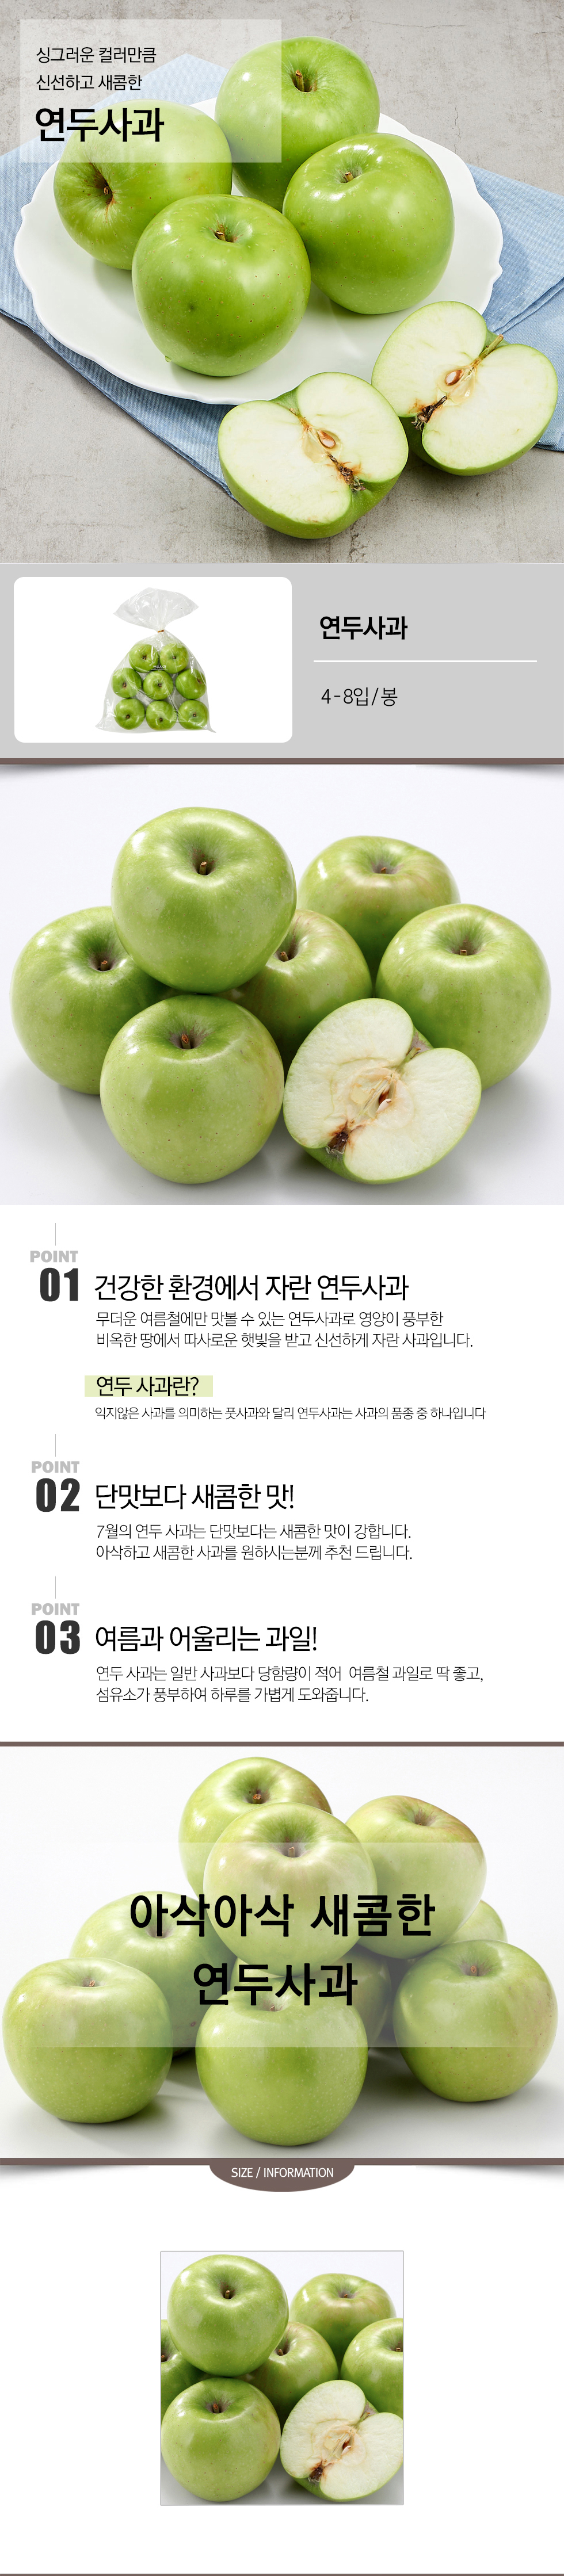 싱그러운 컬러만큼
신선하고 새콤한
연두사과
연두사과
4-8입/봉
POINT
01 건강한 환경에서 자란 연두사과
무더운 여름철에만 맛볼 수 있는 연두사과로 영양이 풍부한
비옥한 땅에서 따사로운 햇빛을 받고 신선하게 자란 사과입니다.
연두 사과란?
익지않은 사과를 의미하는 풋사과와 달리 연두사과는 사과의 품종 중 하나입니다
POINT
02 단맛보다 새콤한 맛!
7월의 연두 사과는 단맛보다는 새콤한 맛이 강합니다.
아삭하고 새콤한 사과를 원하시는분께 추천 드립니다.
POINT
03 여름과 어울리는 과일!
연두 사과는 일반 사과보다 당함량이 적어 여름철 과일로 딱 좋고,
섬유소가 풍부하여 하루를 가볍게 도와줍니다.
아삭아삭 새콤한
연두사과
SIZE / INFORMATION